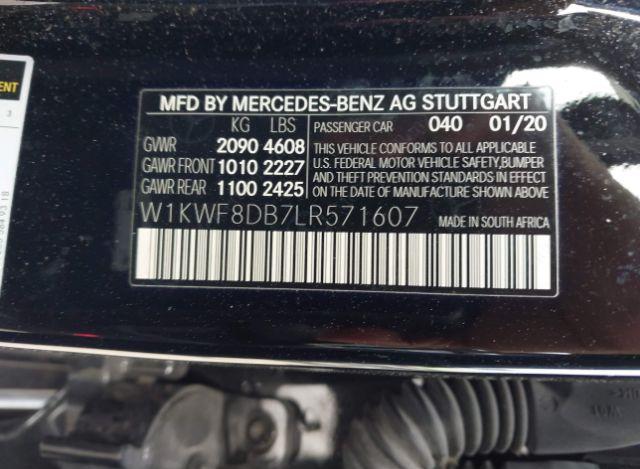 MFD BY MERCEDES-BENZ AG STUTTGART
KG LBS PASSENGER CAR 040 01/20
GVWR 2090 4608
GAWR FRONT 1010 2227
GAWR REAR 1100 2425
THIS VEHICLE CONFORMS TO ALL APPLICABLE
U.S. FEDERAL MOTOR VEHICLE SAFETY,BUMPER
AND THEFT PREVENTION STANDARDS IN EFFECT
ON THE DATE OF MANUFACTURE SHOWN ABOVE.
W1KWF8DB7LR571607 MADE IN SOUTH AFRICA
ENT
3